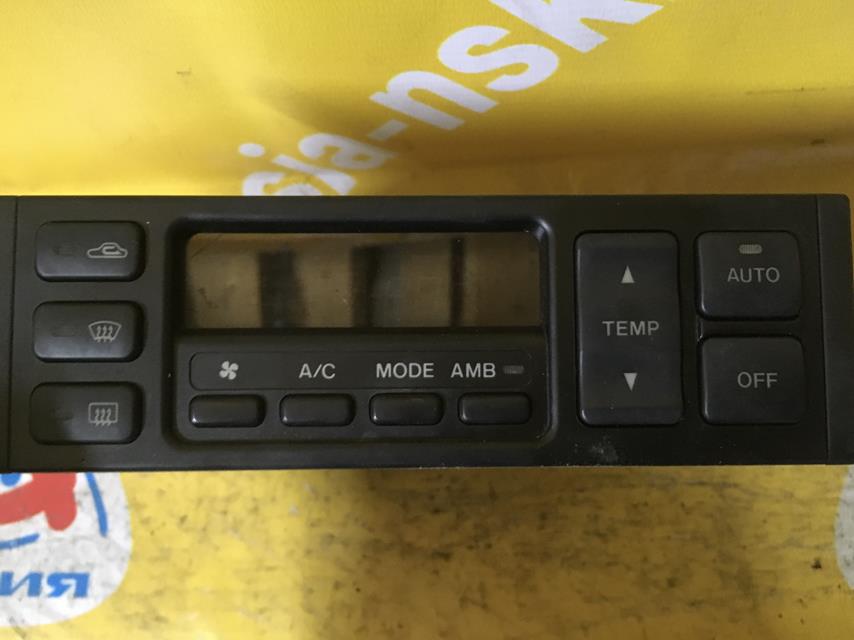 sia-nsk
A/C MODE AMB
TEMP
AUTO
OFF
ия